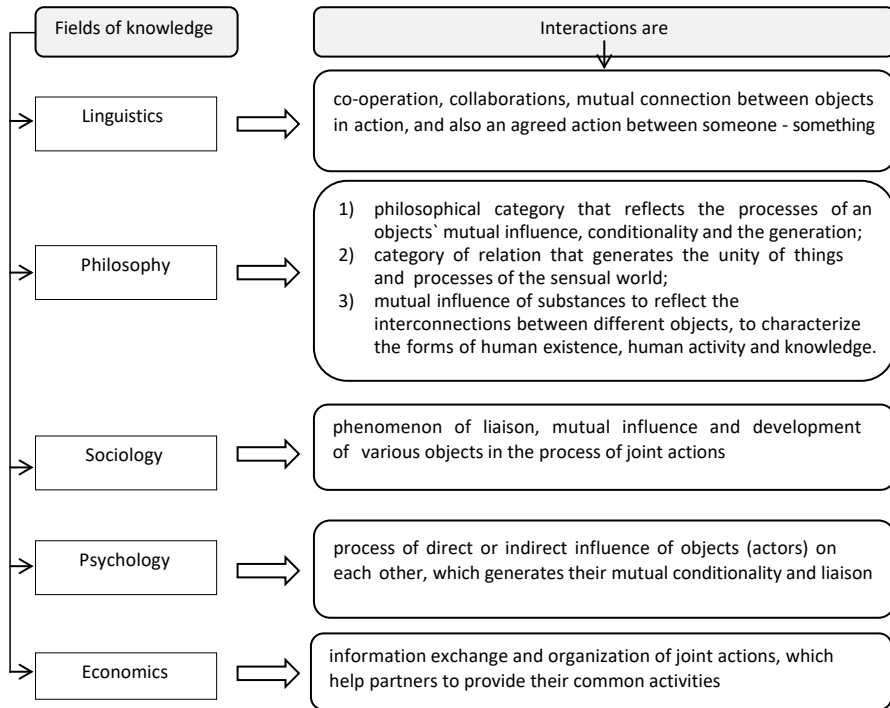 Fields of knowledge
Interactions are
Linguistics
co-operation, collaborations, mutual connection between objects
in action, and also an agreed action between someone - something
Philosophy
1) philosophical category that reflects the processes of an
objects` mutual influence, conditionality and the generation;
2) category of relation that generates the unity of things
and processes of the sensual world;
3) mutual influence of substances to reflect the
interconnections between different objects, to characterize
the forms of human existence, human activity and knowledge.
Sociology
phenomenon of liaison, mutual influence and development
of various objects in the process of joint actions
Psychology
process of direct or indirect influence of objects (actors) on
each other, which generates their mutual conditionality and liaison
Economics
information exchange and organization of joint actions, which
help partners to provide their common activities